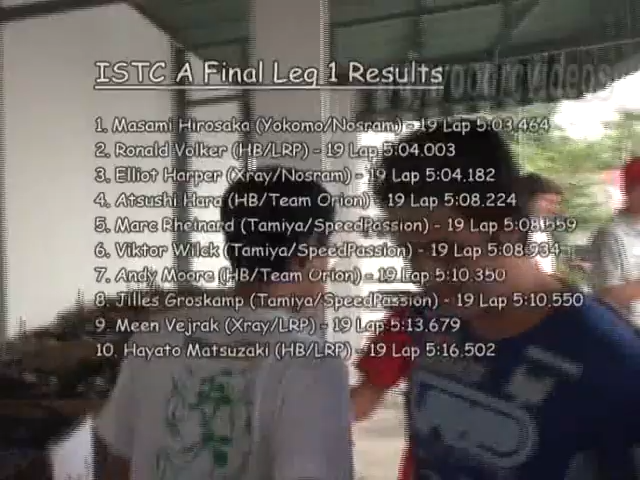 ISTC A Final Leg 1 Results
1. Masami Hirosaka (Yokomo/Nosram) - 19 Lap 5:03.464
2. Ronald Volker (HB/LRP) - 19 Lap 5:04.003
3. Elliot Harper (Xray/Nosram) - 19 Lap 5:04.182
4. Atsushi Hara (HB/Team Orion) - 19 Lap 5:08.224
5. Marc Rheinard (Tamiya/SpeedPassion) - 19 Lap 5:08.559
6. Viktor Wilck (Tamiya/SpeedPassion) - 19 Lap 5:08.934
7. Andy Moore (HB/Team Orion) - 19 Lap 5:10.350
8. Jilles Groskamp (Tamiya/SpeedPassion) - 19 Lap 5:10.550
9. Meen Vejrak (Xray/LRP) - 19 Lap 5:13.679
10. Hayato Matsuzaki (HB/LRP) - 19 Lap 5:16.502